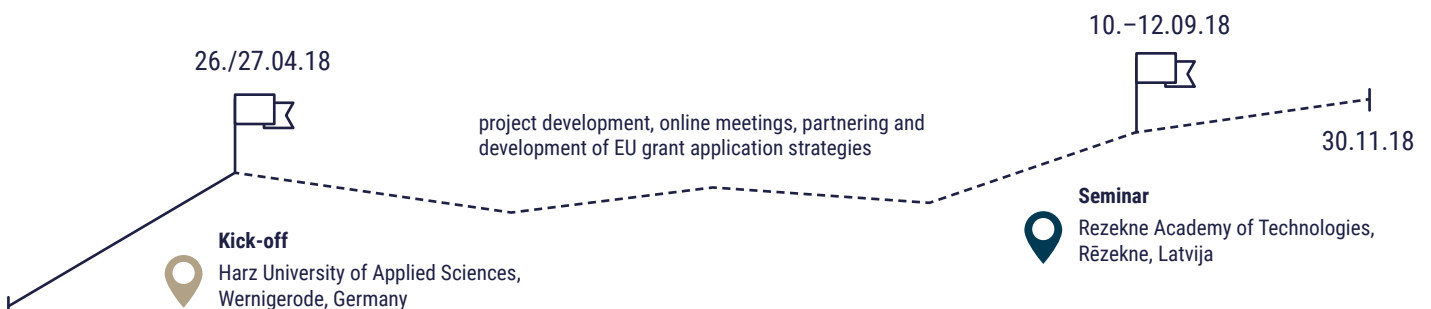 26./27.04.18
Kick-off
Harz University of Applied Sciences,
Wernigerode, Germany
project development, online meetings, partnering and
development of EU grant application strategies
10.–12.09.18
Seminar
Rezekne Academy of Technologies,
Rēzekne, Latvija
30.11.18